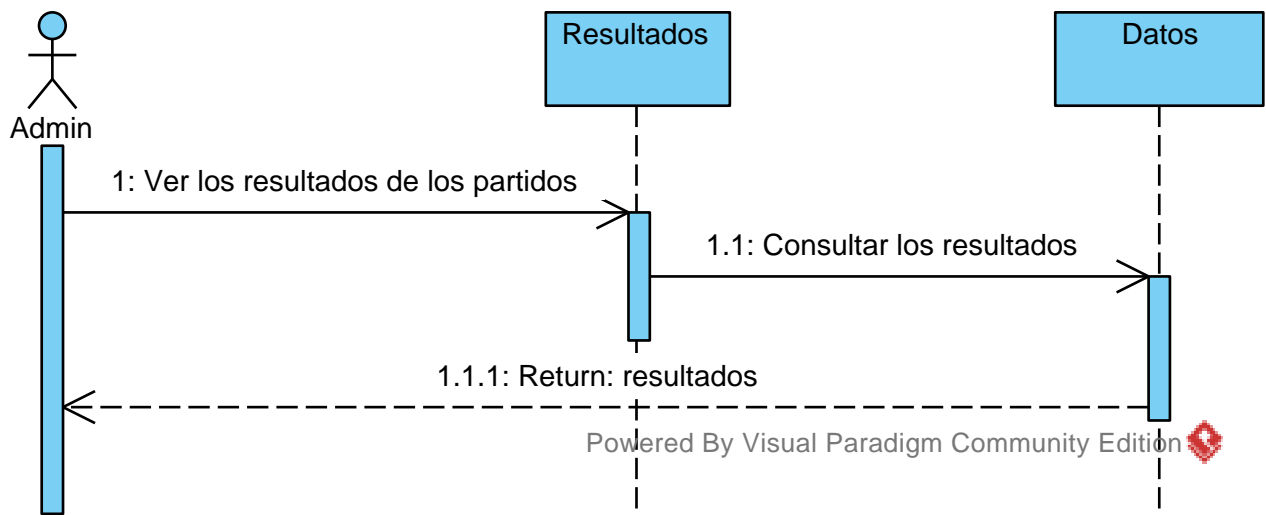 Resultados
Datos
Admin
1: Ver los resultados de los partidos
1.1: Consultar los resultados
1.1.1: Return: resultados
Powered By Visual Paradigm Community Edition